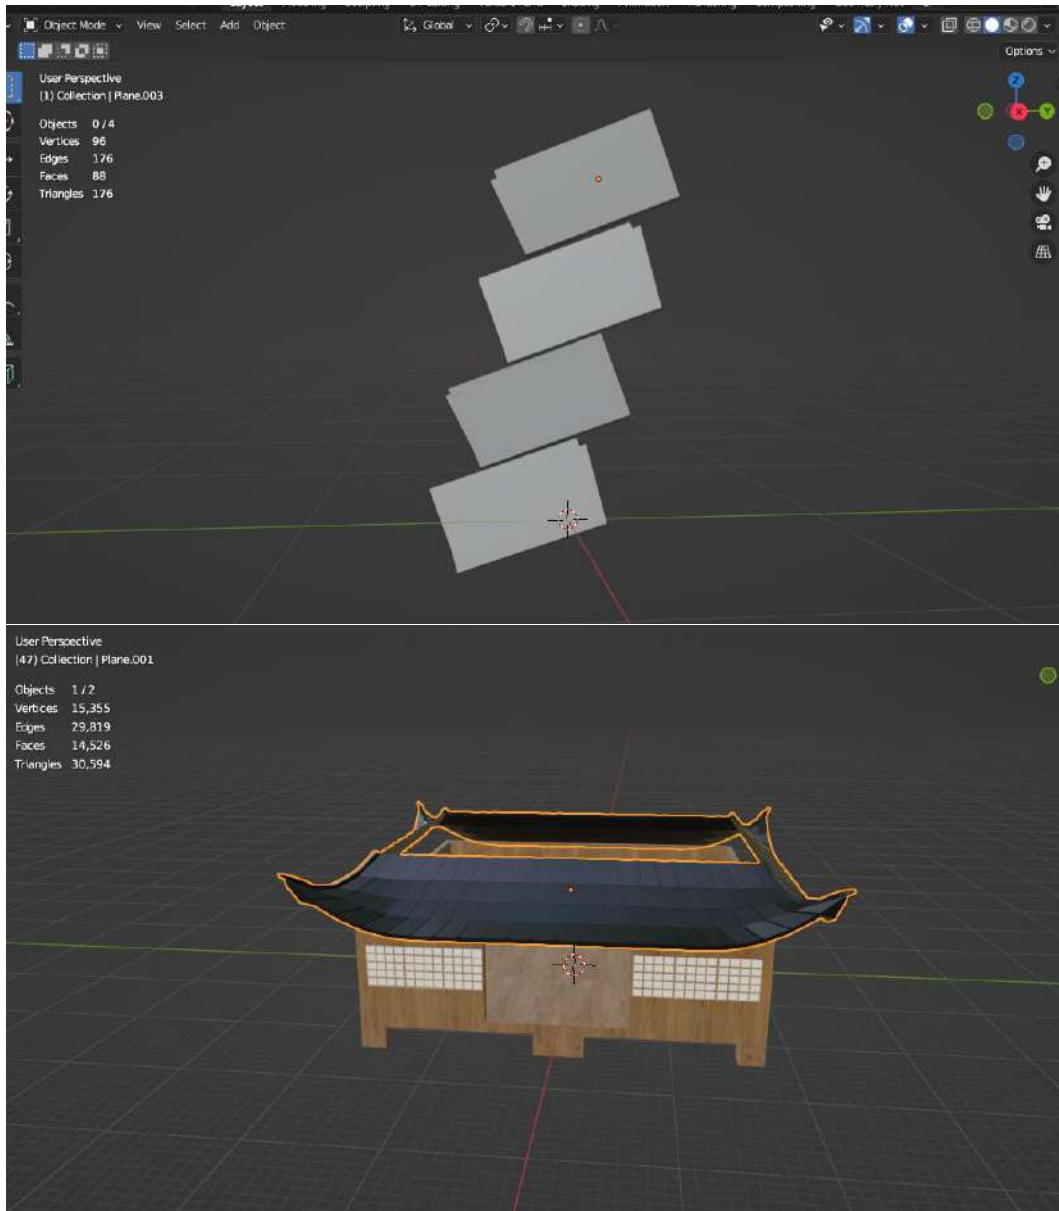 Object Mode View Select Add Object Global
Options
User Perspective
(1) Collection | Plane.003
Objects 0/4
Vertices 96
Edges 176
Faces 88
Triangles 176
Z
X
Y
User Perspective
(47) Collection | Plane.001
Objects 1/2
Vertices 15,355
Edges 29,819
Faces 14,526
Triangles 30,594